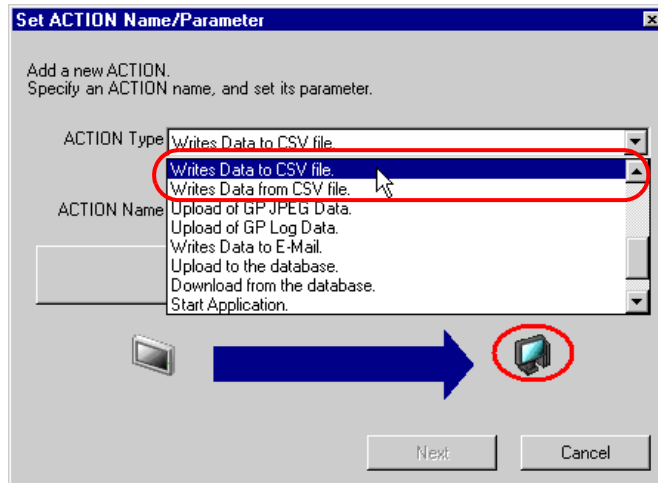 Set ACTION Name/Parameter
Add a new ACTION.
Specify an ACTION name, and set its parameter.
ACTION Type
Writes Data to CSV file.
Writes Data to CSV file.
Writes Data from CSV file.
ACTION Name
Upload of GP JPEG Data.
Upload of GP Log Data.
Writes Data to E-Mail.
Upload to the database.
Download from the database.
Start Application.
Next
Cancel